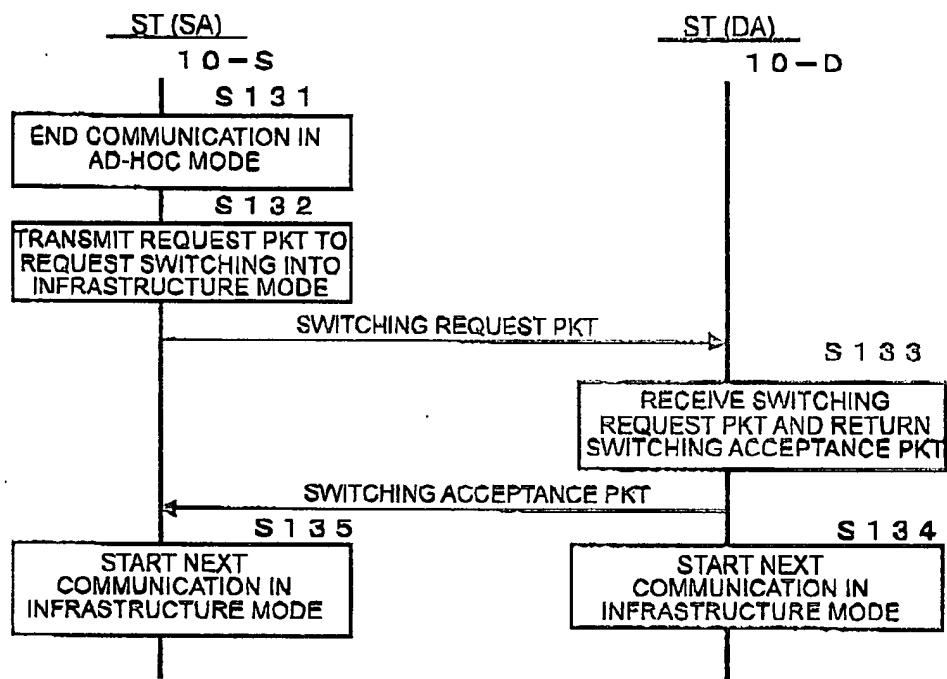 ST (SA)
10-S
ST (DA)
10-D
S131
END COMMUNICATION IN
AD-HOC MODE
S132
TRANSMIT REQUEST PKT TO
REQUEST SWITCHING INTO
INFRASTRUCTURE MODE
SWITCHING REQUEST PKT
S133
RECEIVE SWITCHING
REQUEST PKT AND RETURN
SWITCHING ACCEPTANCE PKT
SWITCHING ACCEPTANCE PKT
S135
START NEXT
COMMUNICATION IN
INFRASTRUCTURE MODE
S134
START NEXT
COMMUNICATION IN
INFRASTRUCTURE MODE